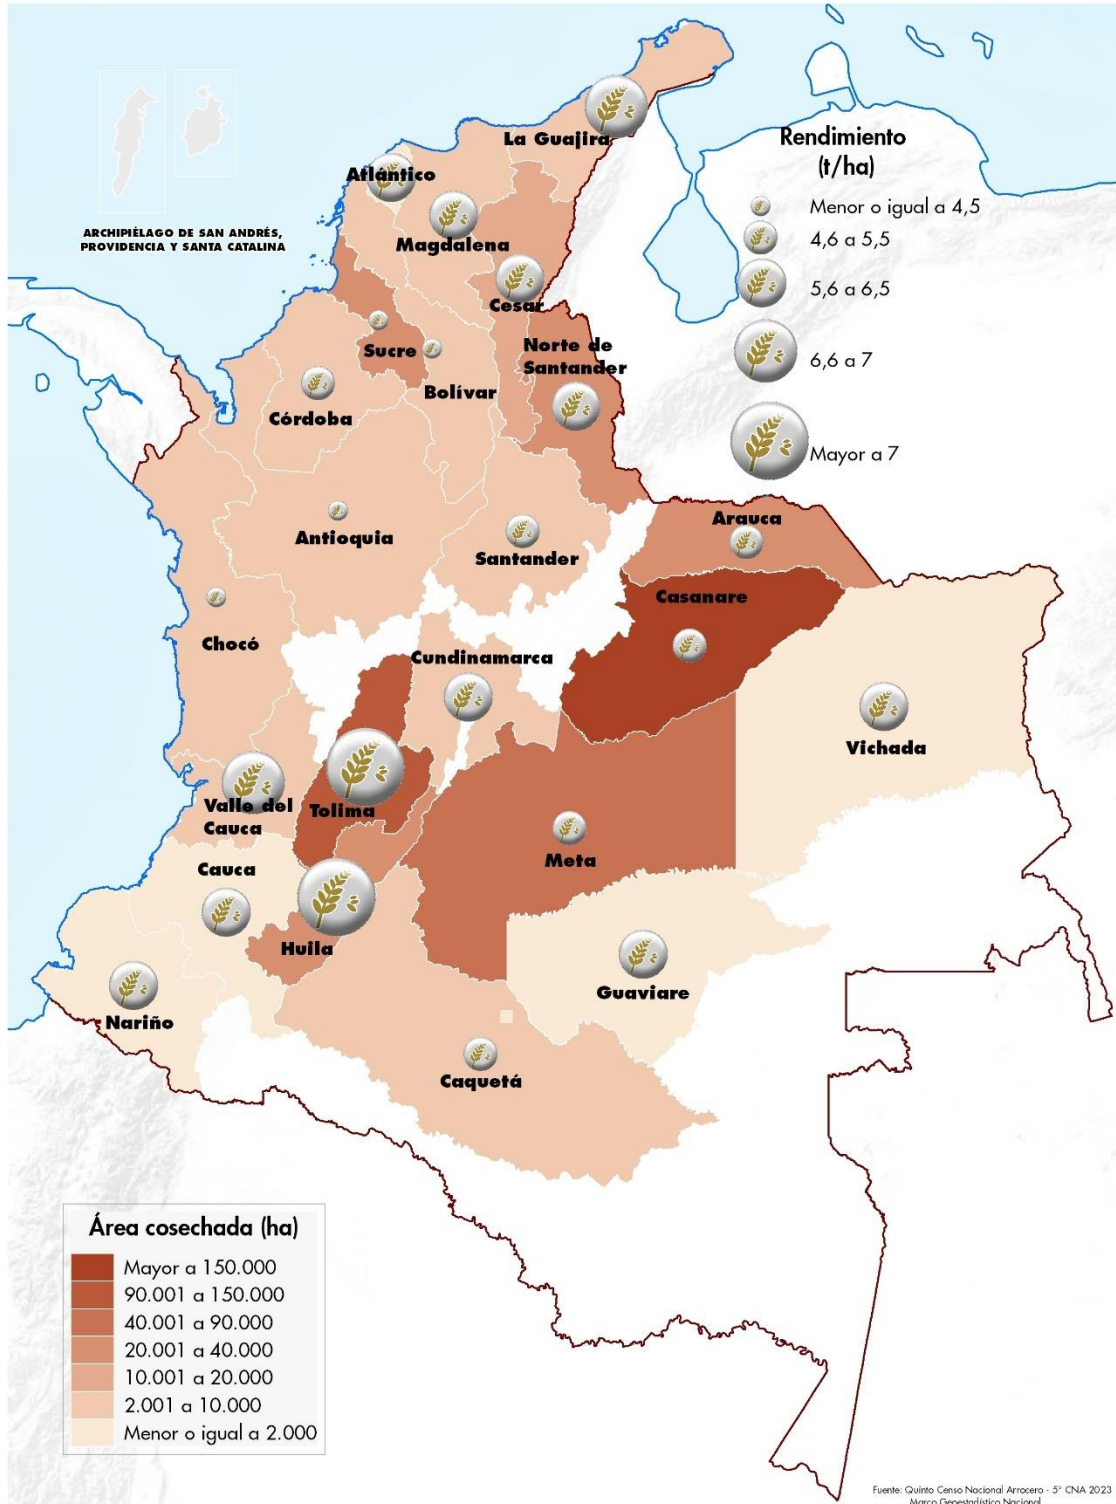 La Guajira
Atlántico
Magdalena
Cesar
Norte de
Santander
Sucre
Bolívar
Córdoba
Antioquia
Santander
Arauca
Casanare
Chocó
Cundinamarca
Vichada
Valle del
Cauca
Tolima
Meta
Cauca
Huila
Guaviare
Nariño
Caquetá
ARCHIPIÉLAGO DE SAN ANDRÉS,
PROVIDENCIA Y SANTA CATALINA
Rendimiento
(t/ha)
Menor o igual a 4,5
4,6 a 5,5
5,6 a 6,5
6,6 a 7
Mayor a 7
Área cosechada (ha)
Mayor a 150.000
90.001 a 150.000
40.001 a 90.000
20.001 a 40.000
10.001 a 20.000
2.001 a 10.000
Menor o igual a 2.000
Fuente: Quinto Censo Nacional Arrocero - 5° CNA 2023
Marco Geoestadístico Nacional